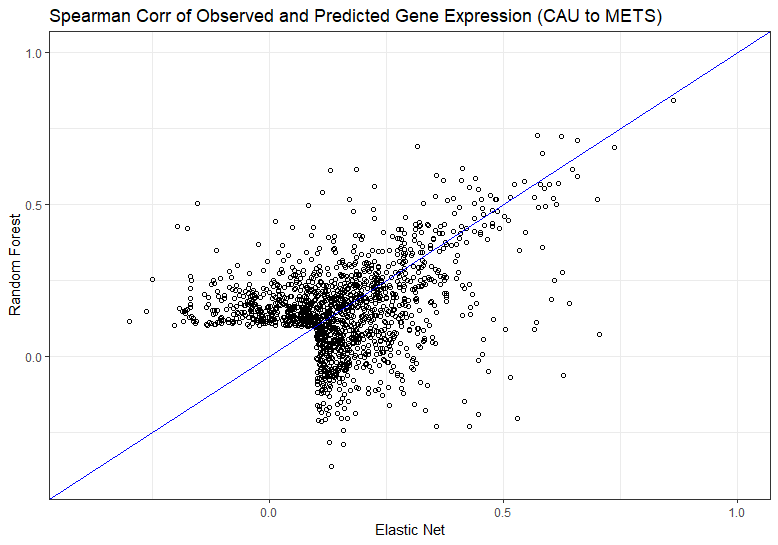 Spearman Corr of Observed and Predicted Gene Expression (CAU to METS)
1.0
0.5
0.0
Random Forest
0.0 0.5 1.0
Elastic Net